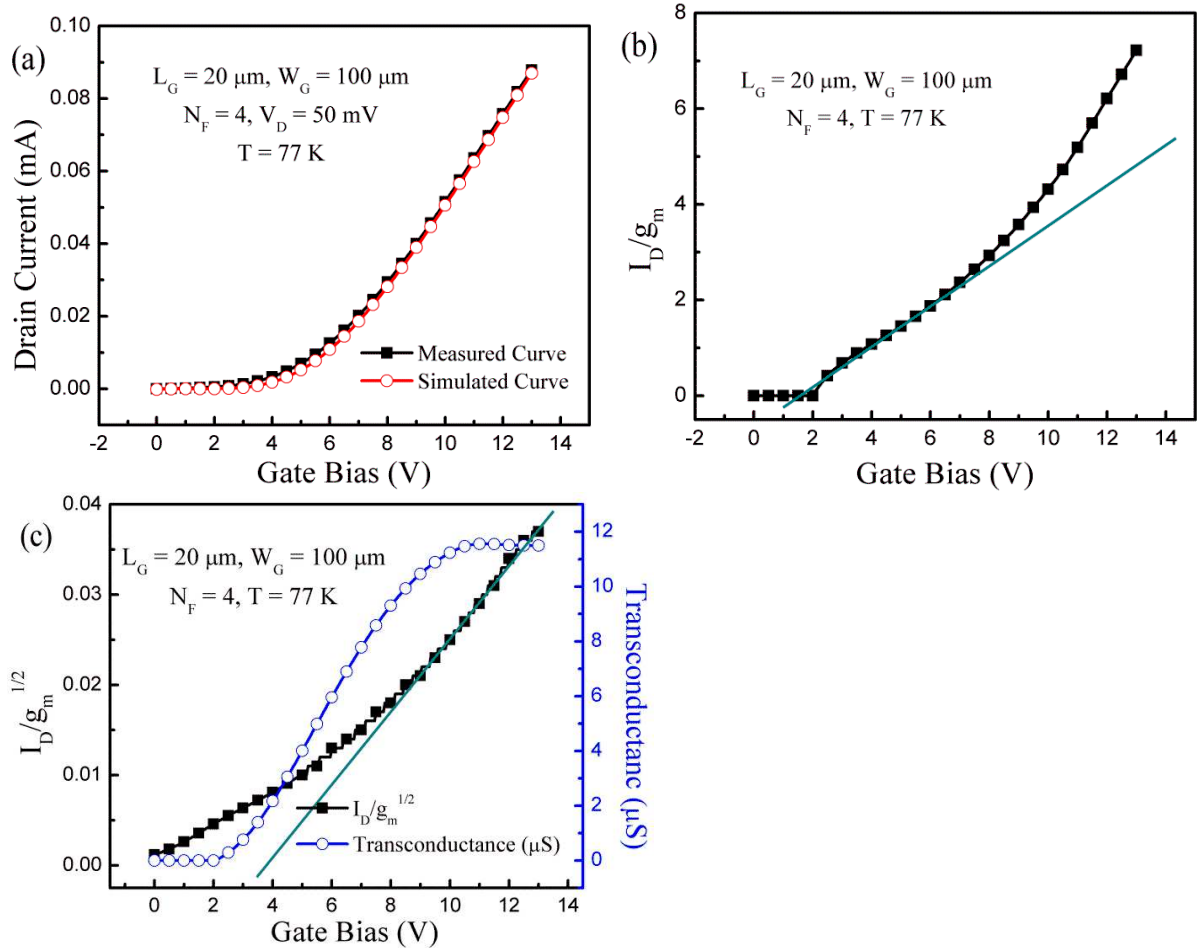 (a)
L_G = 20 μm, W_G = 100 μm
N_F = 4, V_D = 50 mV
T = 77 K
Drain Current (mA)
0.10
0.08
0.06
0.04
0.02
0.00
Measured Curve
Simulated Curve
-2 0 2 4 6 8 10 12 14
Gate Bias (V)
(b)
L_G = 20 μm, W_G = 100 μm
N_F = 4, T = 77 K
I_D/g_m
8
6
4
2
0
-2 0 2 4 6 8 10 12 14
Gate Bias (V)
(c)
L_G = 20 μm, W_G = 100 μm
N_F = 4, T = 77 K
I_D/g_m^1/2
0.04
0.03
0.02
0.01
0.00
I_D/g_m^1/2
Transconductance (μS)
0 2 4 6 8 10 12 14
Gate Bias (V)
12
10
8
6
4
2
0
Transconductanc (μS)